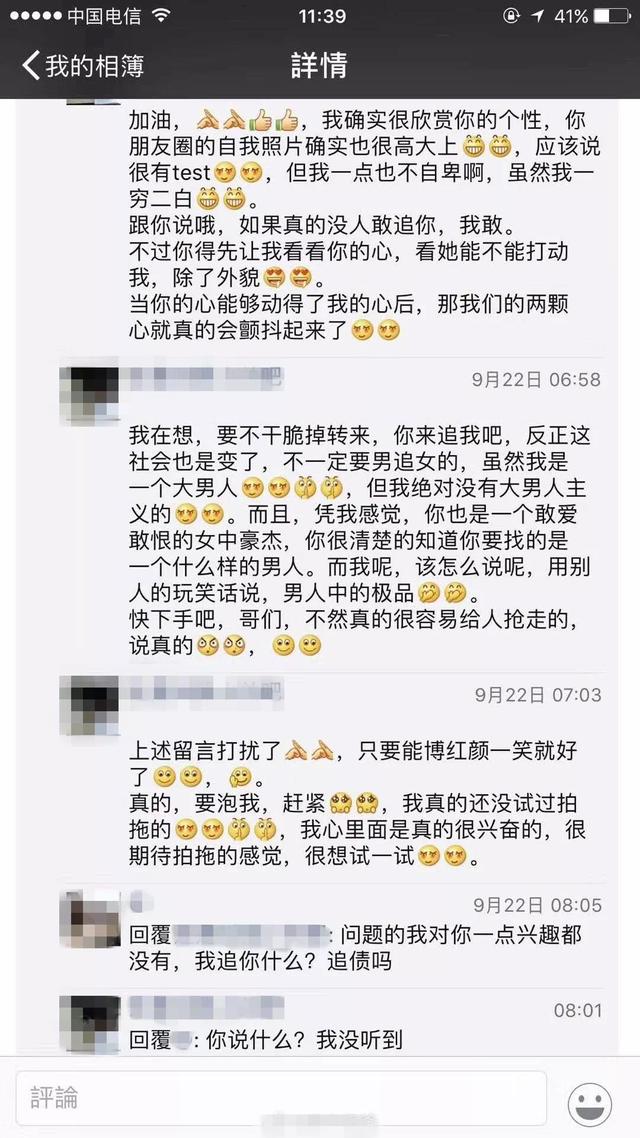 中国电信
11:39
41%
我的相簿
詳情
加油，，我确实很欣赏你的个性，你
朋友圈的自我照片确实也很高大上，应该说
很有test，但我一点也不自卑啊，虽然我一
穷二白。
跟你说哦，如果真的没人敢追你，我敢。
不过你得先让我看看你的心，看她能不能打动
我，除了外貌。
当你的心能够动得了我的心后，那我们的两颗
心就真的会颤抖起来了
吧
9月22日 06:58
我在想，要不干脆掉转来，你来追我吧，反正这
社会也是变了，不一定要男追女的，虽然我是
一个大男人，但我绝对没有大男人主
义的。而且，凭我感觉，你也是一个敢爱
敢恨的女中豪杰，你很清楚的知道你要找的是
一个什么样的男人。而我呢，该怎么说呢，用别
人的玩笑话说，男人中的极品。
快下手吧，哥们，不然真的很容易给人抢走的，
说真的，
吧
9月22日 07:03
上述留言打扰了，只要能博红颜一笑就好
了，。
真的，要泡我，赶紧，我真的还没试过拍
拖的，我心里面是真的很兴奋的，很
期待拍拖的感觉，很想试一试。
9月22日 08:05
回覆: 问题的我对你一点兴趣都
没有，我追你什么？追债吗
08:01
回覆: 你说什么？我没听到
評論